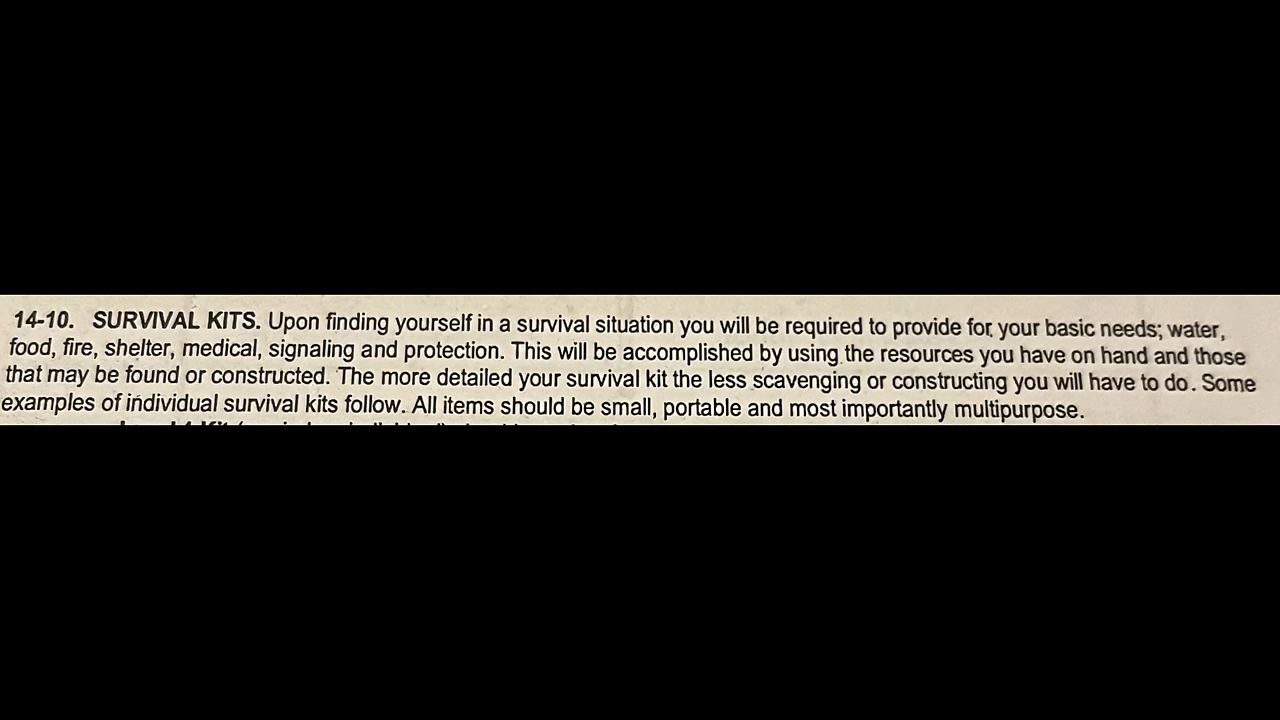 14-10. SURVIVAL KITS. Upon finding yourself in a survival situation you will be required to provide for your basic needs; water,
food, fire, shelter, medical, signaling and protection. This will be accomplished by using the resources you have on hand and those
that may be found or constructed. The more detailed your survival kit the less scavenging or constructing you will have to do. Some
examples of individual survival kits follow. All items should be small, portable and most importantly multipurpose.